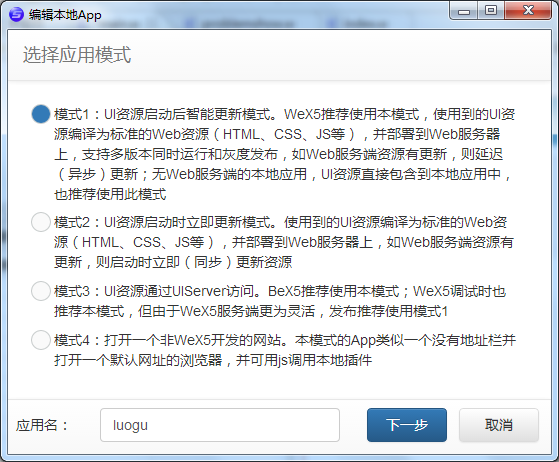 编辑本地App
选择应用模式
模式1：UI资源启动后智能更新模式。WeX5推荐使用本模式，使用到的UI资
源编译为标准的Web资源（HTML、CSS、JS等），并部署到Web服务器
上，支持多版本同时运行和灰度发布，如Web服务端资源有更新，则延迟
（异步）更新；无Web服务端的本地应用，UI资源直接包含到本地应用中，
也推荐使用此模式
模式2：UI资源启动时立即更新模式。使用到的UI资源编译为标准的Web资
源（HTML、CSS、JS等），并部署到Web服务器上，如Web服务端资源有
更新，则启动时立即（同步）更新资源
模式3：UI资源通过UIServer访问。BeX5推荐使用本模式；WeX5调试时也
推荐本模式，但由于WeX5服务端更为灵活，发布推荐使用模式1
模式4：打开一个非WeX5开发的网站。本模式的App类似一个没有地址栏并
打开一个默认网址的浏览器，并可用js调用本地插件
应用名： luogu 下一步 取消